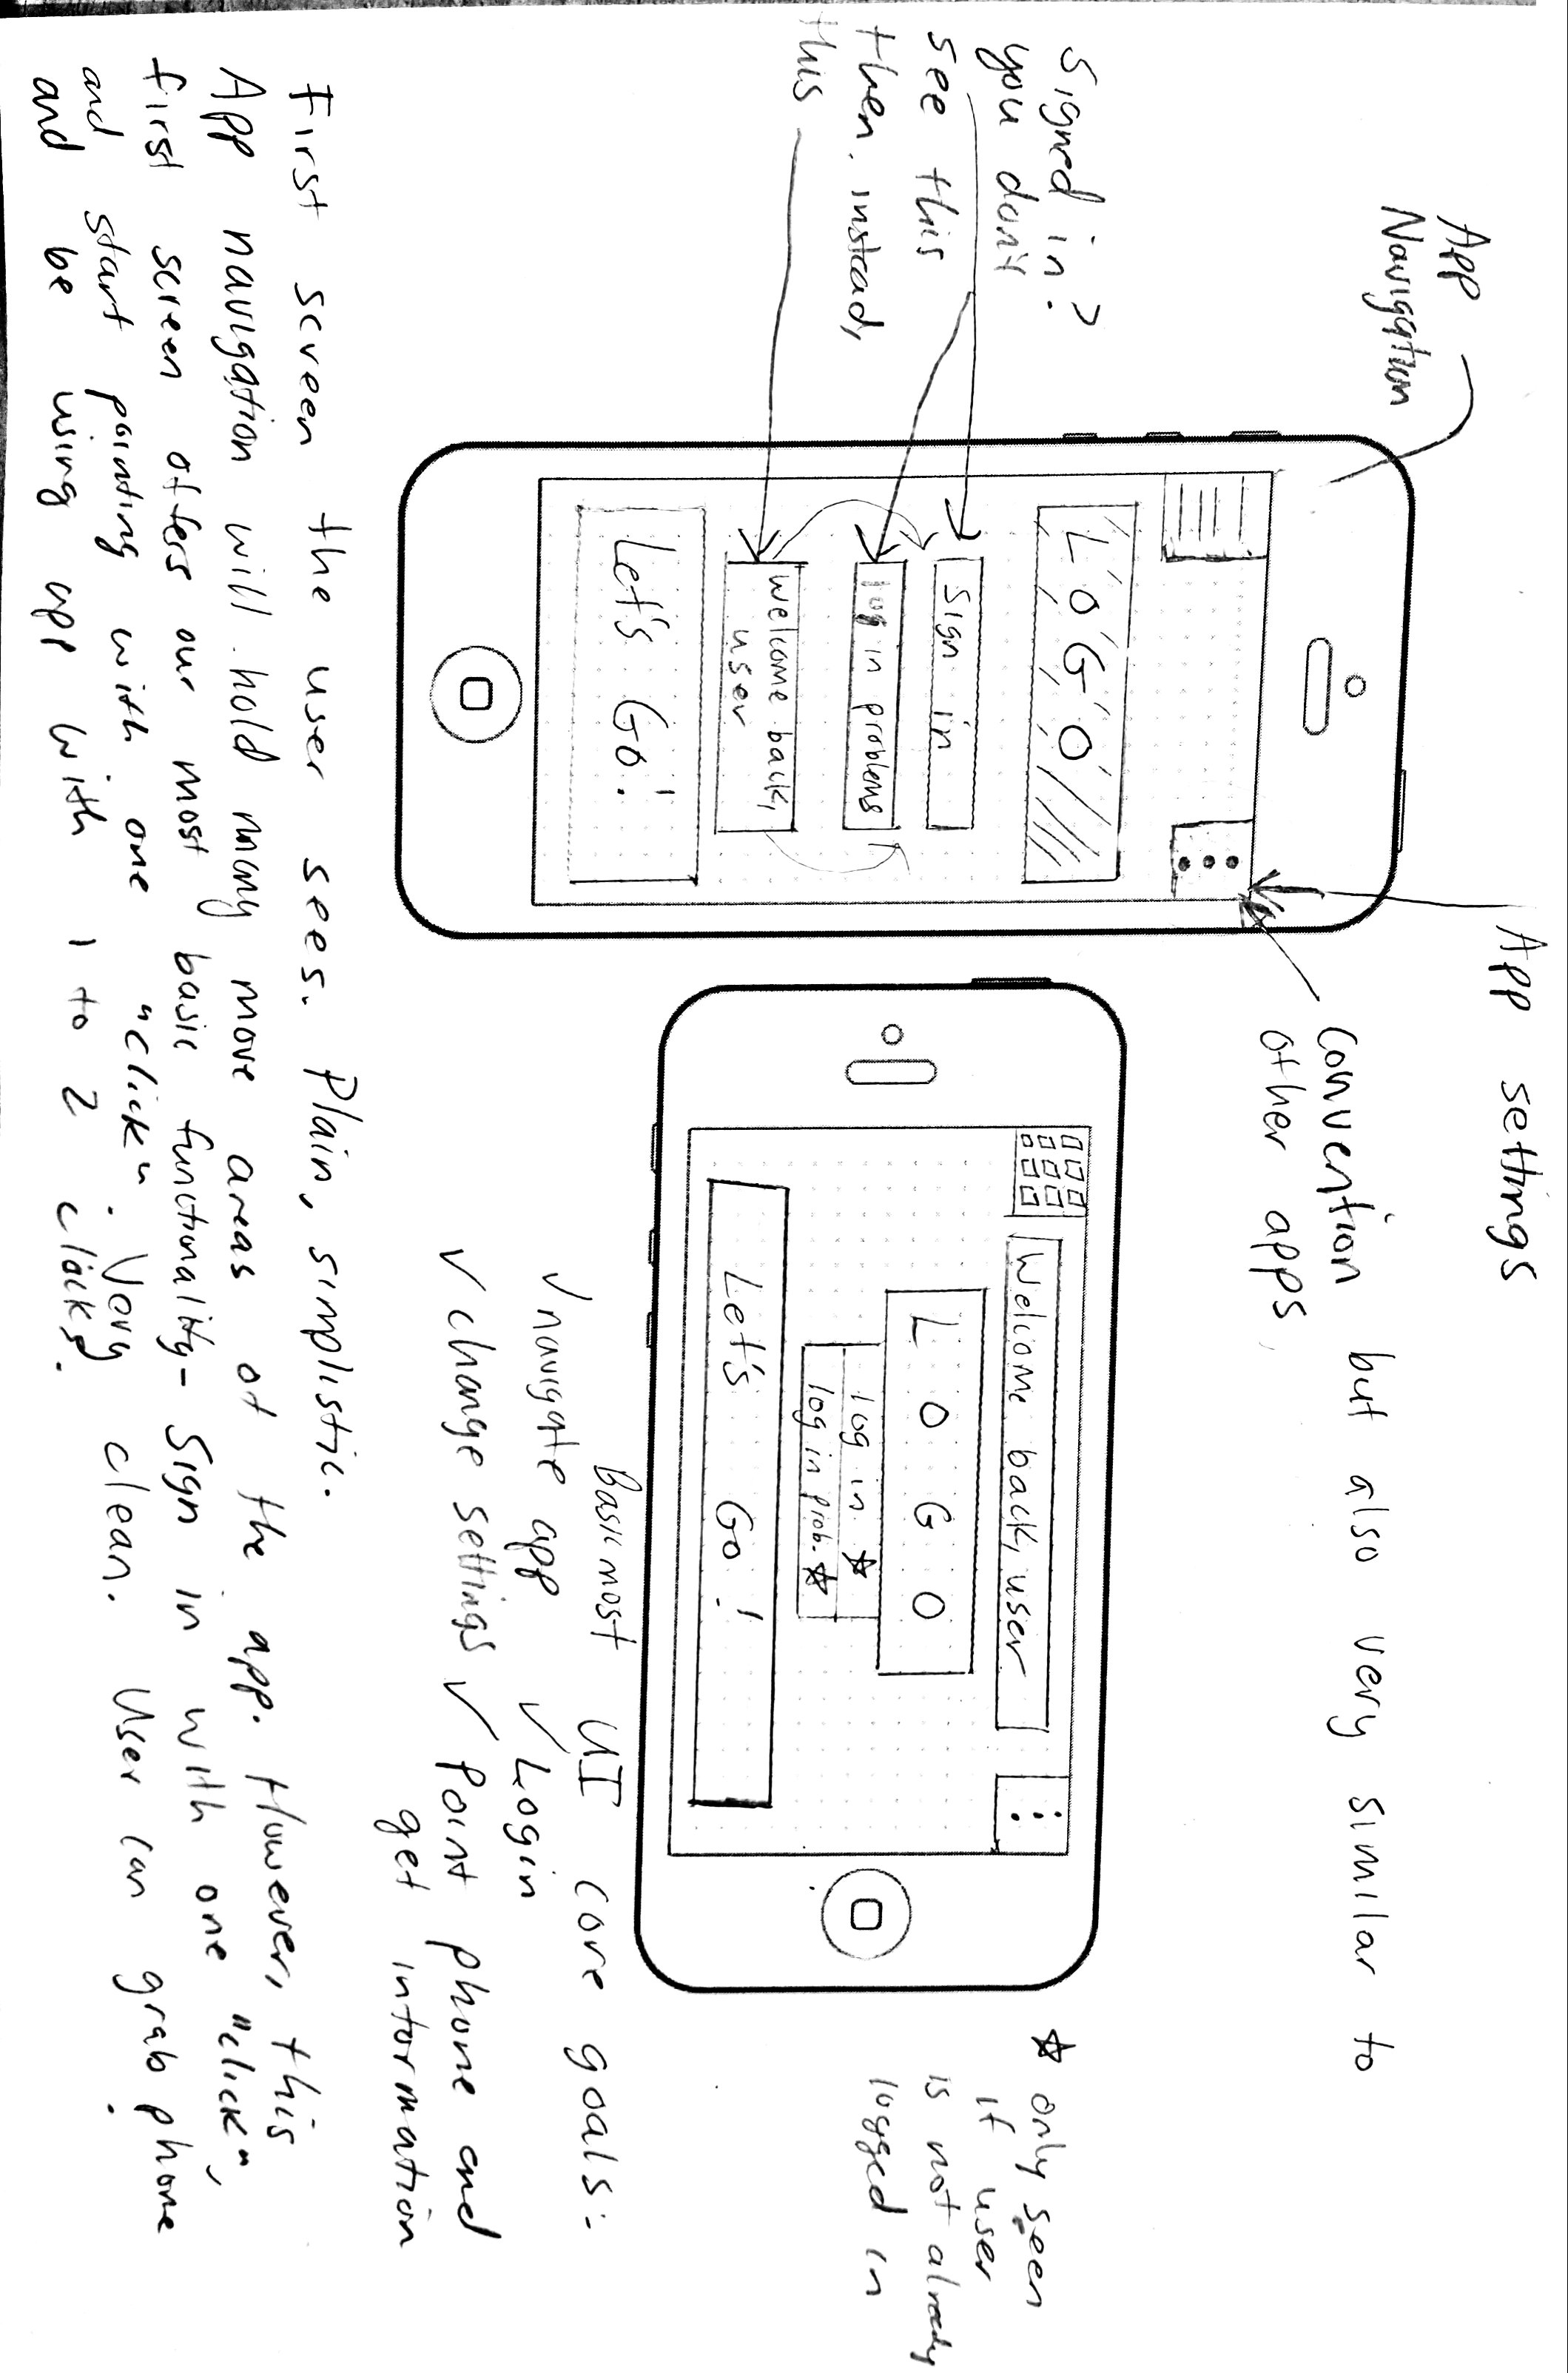 App
Navigation
App settings
Convention but also very similar to
other apps
Signed in?
you don't
see this
then, instead,
this
LOGO
Sign in
log in problems
welcome back,
user
Let's Go!
Welcome back, user
LOGO
log in ☆
log in prob. ☆
Let's Go!
☆ only seen
if user
is not already
logged in
Basic most UI core goals:
✓ navigate app ✓ Login
✓ change settings ✓ Point phone and
get information
First screen the user sees. Plain, simplistic.
App navigation will hold many more areas of the app. However, this
first screen offers our most basic functionality - Sign in with one "click",
and start pointing with one "click". Very clean. User can grab phone
and be using app with 1 to 2 clicks.